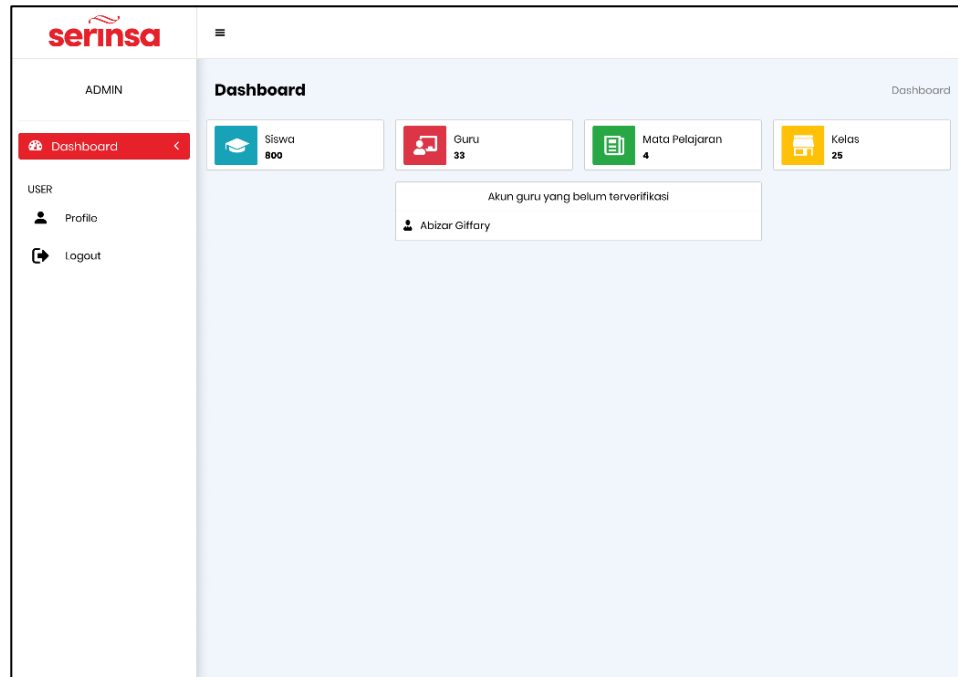 serinsa
ADMIN
Dashboard
USER
Profile
Logout
Dashboard
Dashboard
Siswa
800
Guru
33
Mata Pelajaran
4
Kelas
25
Akun guru yang belum terverifikasi
Abizar Giffary